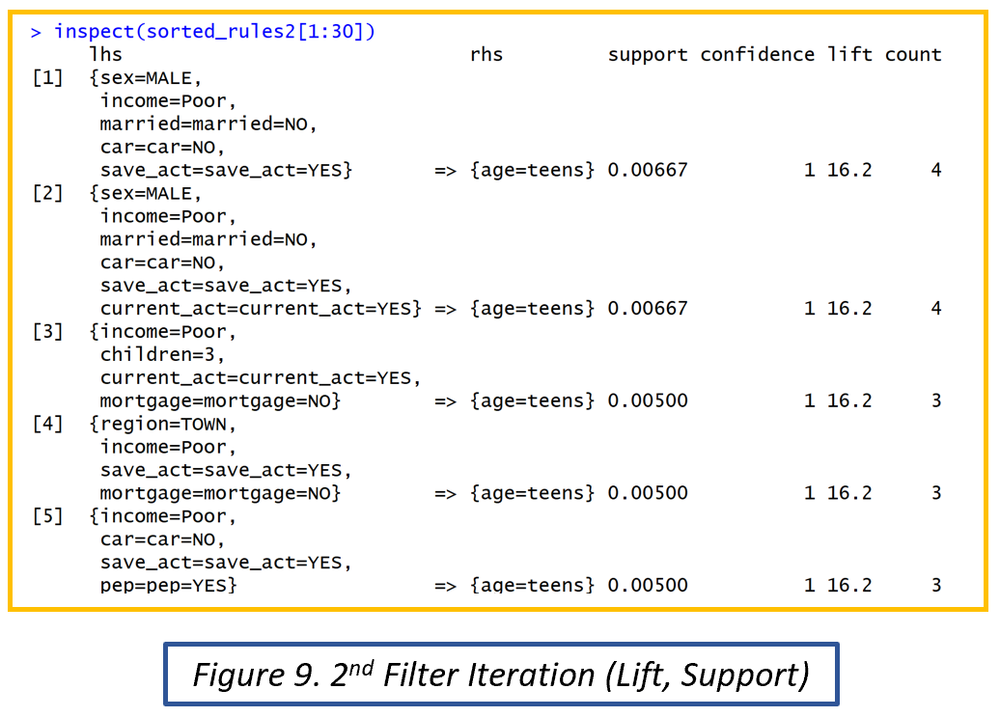 > inspect(sorted_rules2[1:30])
lhs rhs support confidence lift count
[1] {sex=MALE,
income=Poor,
married=married=NO,
car=car=NO,
save_act=save_act=YES} => {age=teens} 0.00667 1 16.2 4
[2] {sex=MALE,
income=Poor,
married=married=NO,
car=car=NO,
save_act=save_act=YES,
current_act=current_act=YES} => {age=teens} 0.00667 1 16.2 4
[3] {income=Poor,
children=3,
current_act=current_act=YES,
mortgage=mortgage=NO} => {age=teens} 0.00500 1 16.2 3
[4] {region=TOWN,
income=Poor,
save_act=save_act=YES,
mortgage=mortgage=NO} => {age=teens} 0.00500 1 16.2 3
[5] {income=Poor,
car=car=NO,
save_act=save_act=YES,
pep=pep=YES} => {age=teens} 0.00500 1 16.2 3
Figure 9. 2nd Filter Iteration (Lift, Support)